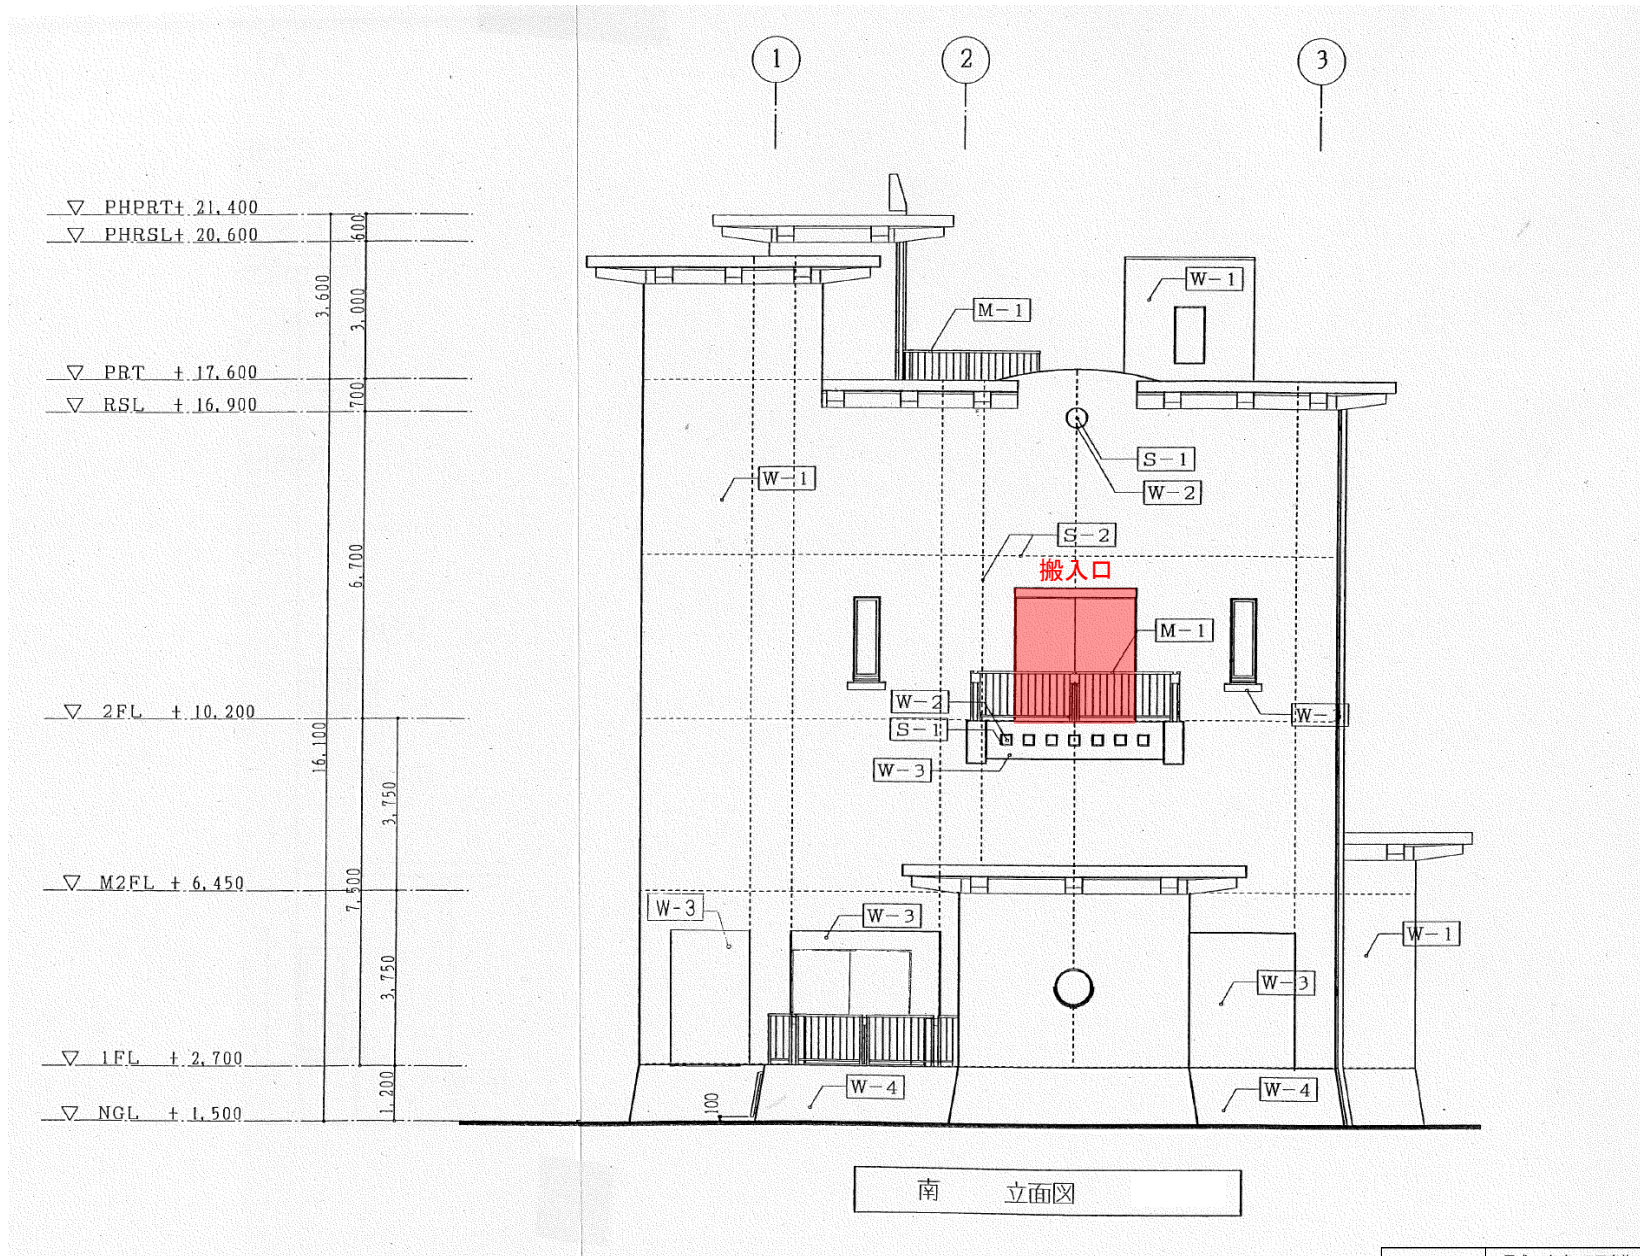 1 2 3
▽ PHPRT+ 21,400
▽ PHRSL+ 20,600
600
3,600
3,000
W-1
M-1
▽ PRT + 17,600
700
▽ RSL + 16,900
S-1
W-1
W-2
S-2
6,700
搬入口
M-1
W-2
▽ 2FL + 10,200
W-
S-1
16,100
W-3
3,750
▽ M2FL + 6,450
7,500
W-3
W-3
W-1
3,750
W-3
▽ 1FL + 2,700
1,200
W-4
W-4
100
▽ NGL + 1,500
南 立面図